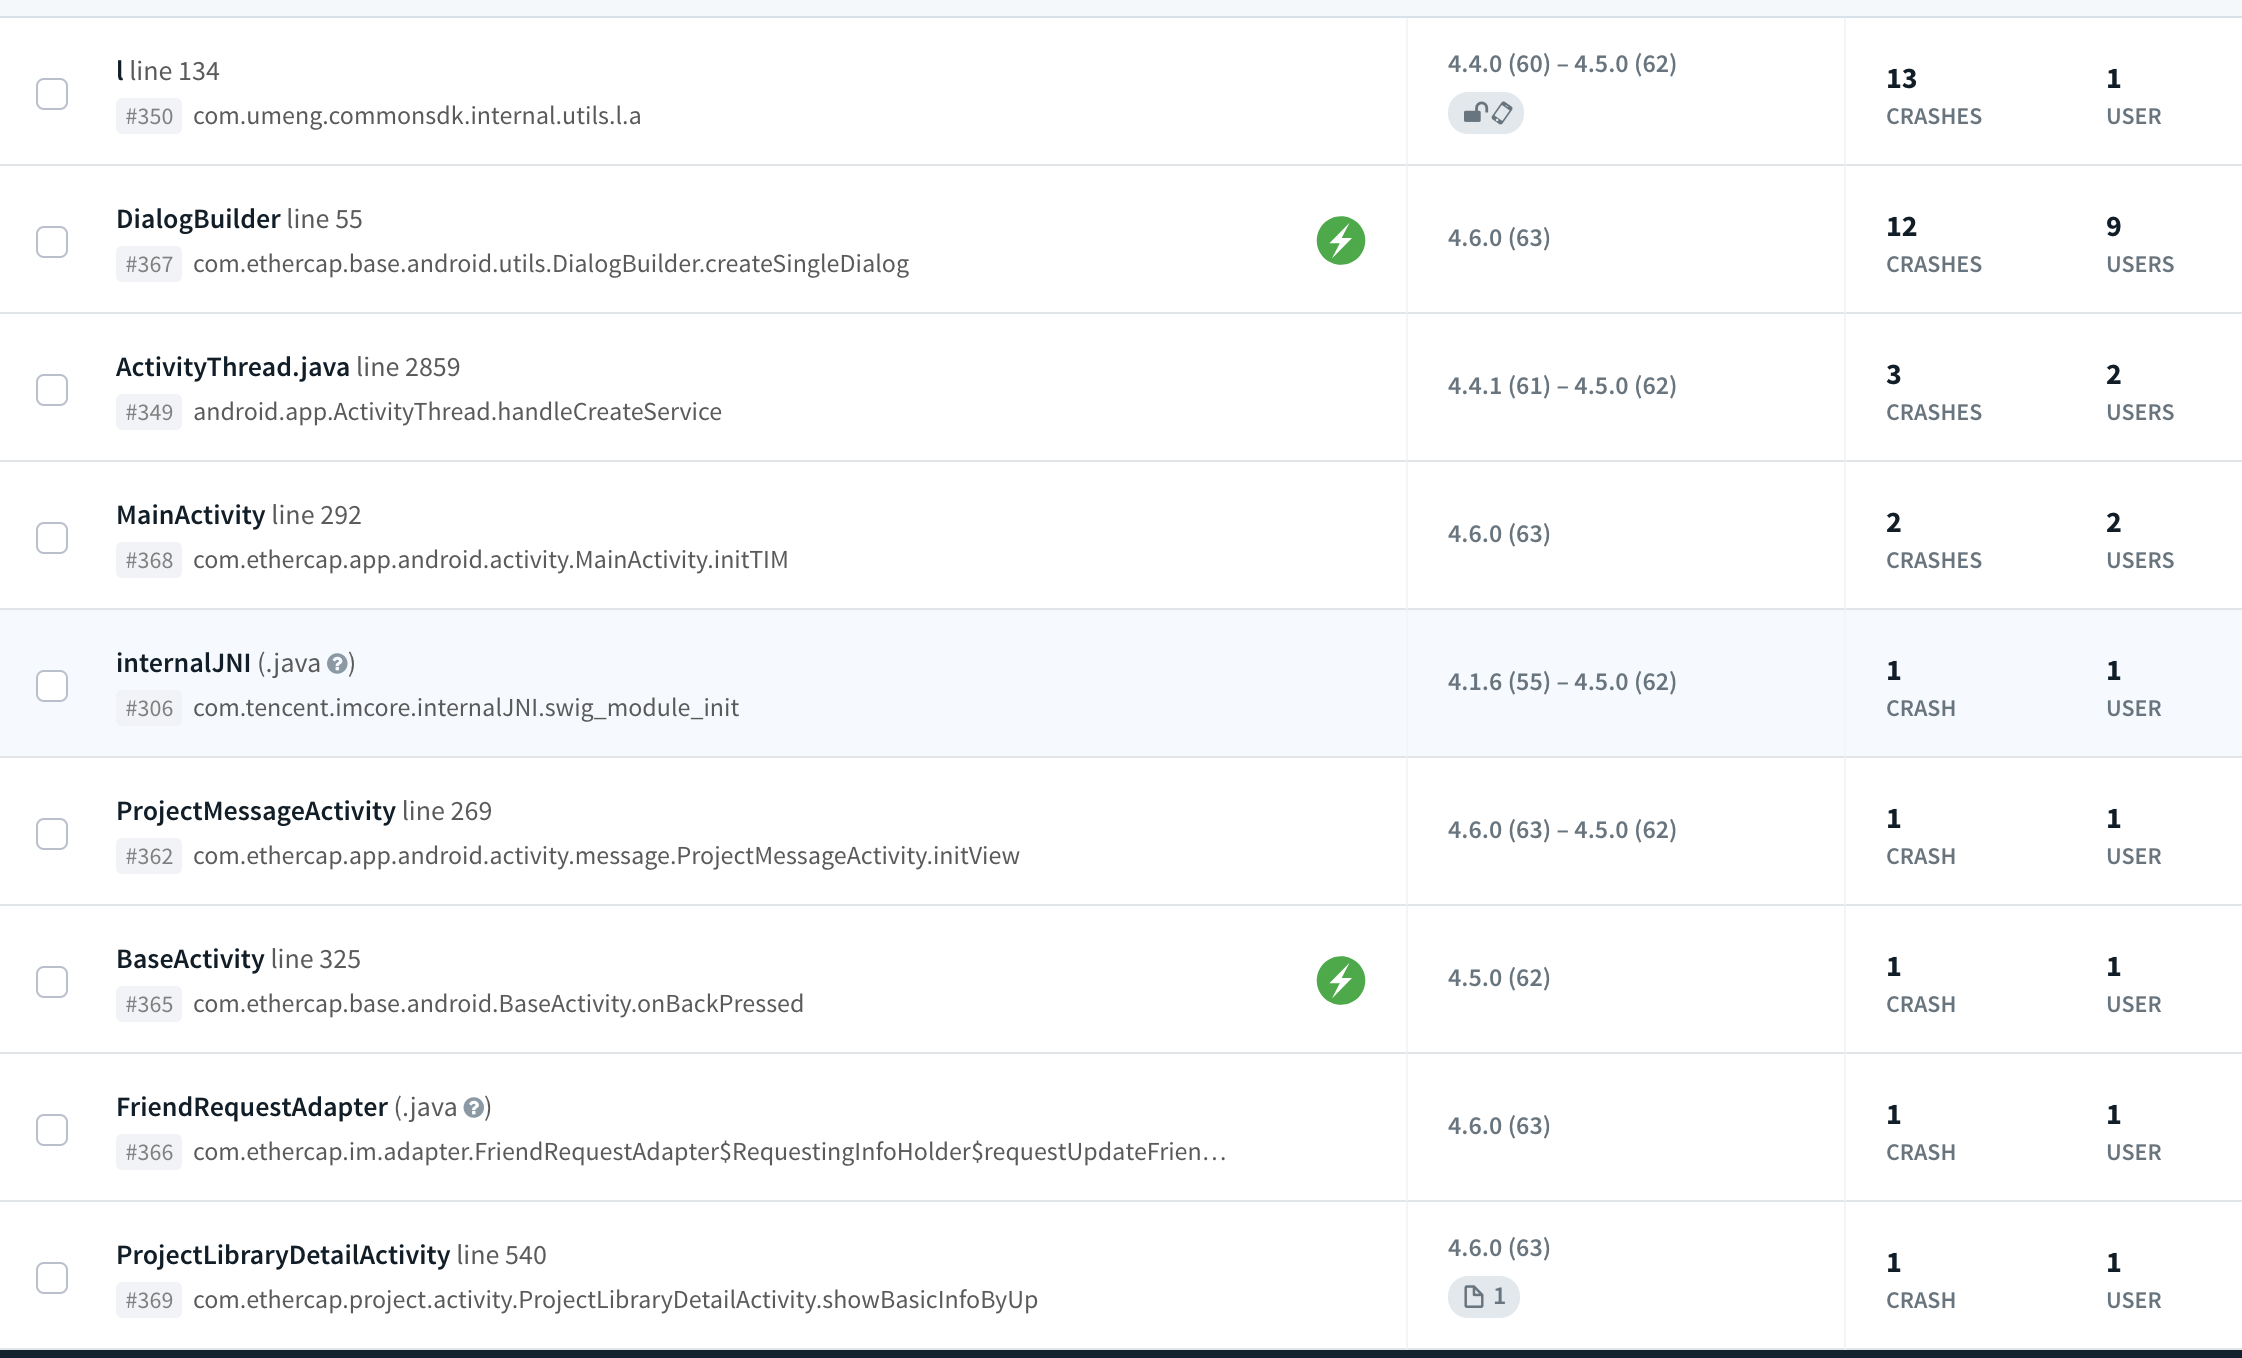 l line 134
#350 com.umeng.commonsdk.internal.utils.l.a
4.4.0 (60) – 4.5.0 (62)
13 CRASHES
1 USER
DialogBuilder line 55
#367 com.ethercap.base.android.utils.DialogBuilder.createSingleDialog
4.6.0 (63)
12 CRASHES
9 USERS
ActivityThread.java line 2859
#349 android.app.ActivityThread.handleCreateService
4.4.1 (61) – 4.5.0 (62)
3 CRASHES
2 USERS
MainActivity line 292
#368 com.ethercap.app.android.activity.MainActivity.initTIM
4.6.0 (63)
2 CRASHES
2 USERS
internalJNI (.java ?)
#306 com.tencent.imcore.internalJNI.swig_module_init
4.1.6 (55) – 4.5.0 (62)
1 CRASH
1 USER
ProjectMessageActivity line 269
#362 com.ethercap.app.android.activity.message.ProjectMessageActivity.initView
4.6.0 (63) – 4.5.0 (62)
1 CRASH
1 USER
BaseActivity line 325
#365 com.ethercap.base.android.BaseActivity.onBackPressed
4.5.0 (62)
1 CRASH
1 USER
FriendRequestAdapter (.java ?)
#366 com.ethercap.im.adapter.FriendRequestAdapter$RequestingInfoHolder$requestUpdateFrien…
4.6.0 (63)
1 CRASH
1 USER
ProjectLibraryDetailActivity line 540
#369 com.ethercap.project.activity.ProjectLibraryDetailActivity.showBasicInfoByUp
4.6.0 (63)
1
1 CRASH
1 USER